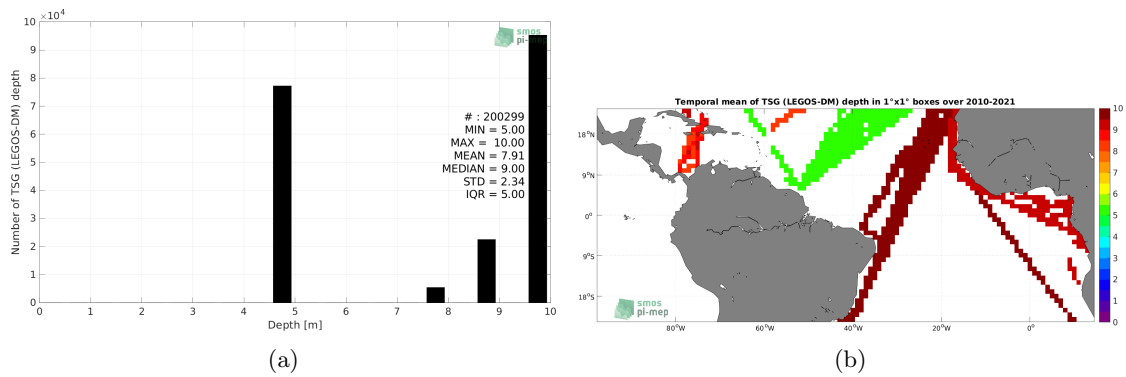 ×10⁴
10
9
8
7
6
5
4
3
2
1
0
Number of TSG (LEGOS-DM) depth
smos
pi-mep
# : 200299
MIN = 5.00
MAX = 10.00
MEAN = 7.91
MEDIAN = 9.00
STD = 2.34
IQR = 5.00
0 1 2 3 4 5 6 7 8 9 10
Depth [m]
(a)
Temporal mean of TSG (LEGOS-DM) depth in 1°x1° boxes over 2010-2021
18°N
9°N
0°
9°S
18°S
smos
pi-mep
80°W 60°W 40°W 20°W 0°
10
9
8
7
6
5
4
3
2
1
0
(b)